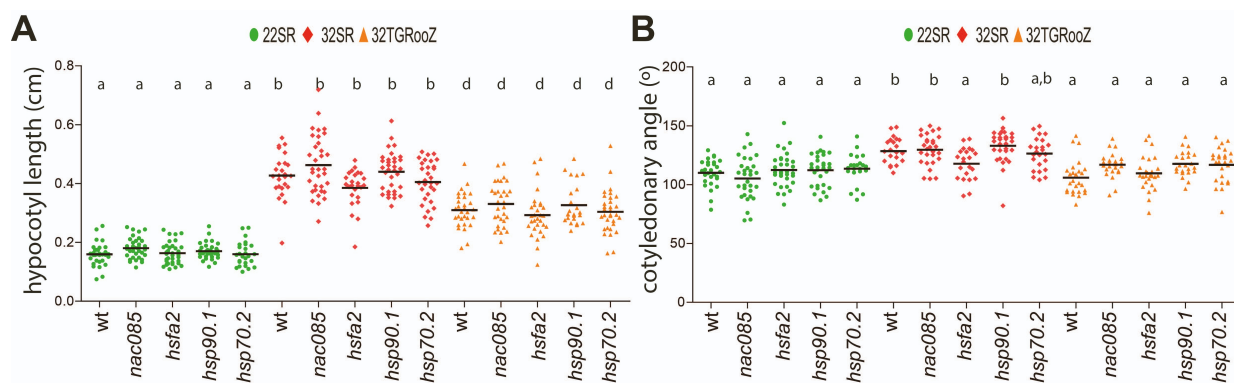 A
22SR 32SR 32TGRooZ
hypocotyl length (cm)
0.8
0.6
0.4
0.2
0.0
a a a a a b b b b b d d d d d
wt nac085 hsfa2 hsp90.1 hsp70.2 wt nac085 hsfa2 hsp90.1 hsp70.2 wt nac085 hsfa2 hsp90.1 hsp70.2
B
22SR 32SR 32TGRooZ
cotyledonary angle (º)
200
150
100
50
0
a a a a a b b a b a,b a a a a a
wt nac085 hsfa2 hsp90.1 hsp70.2 wt nac085 hsfa2 hsp90.1 hsp70.2 wt nac085 hsfa2 hsp90.1 hsp70.2